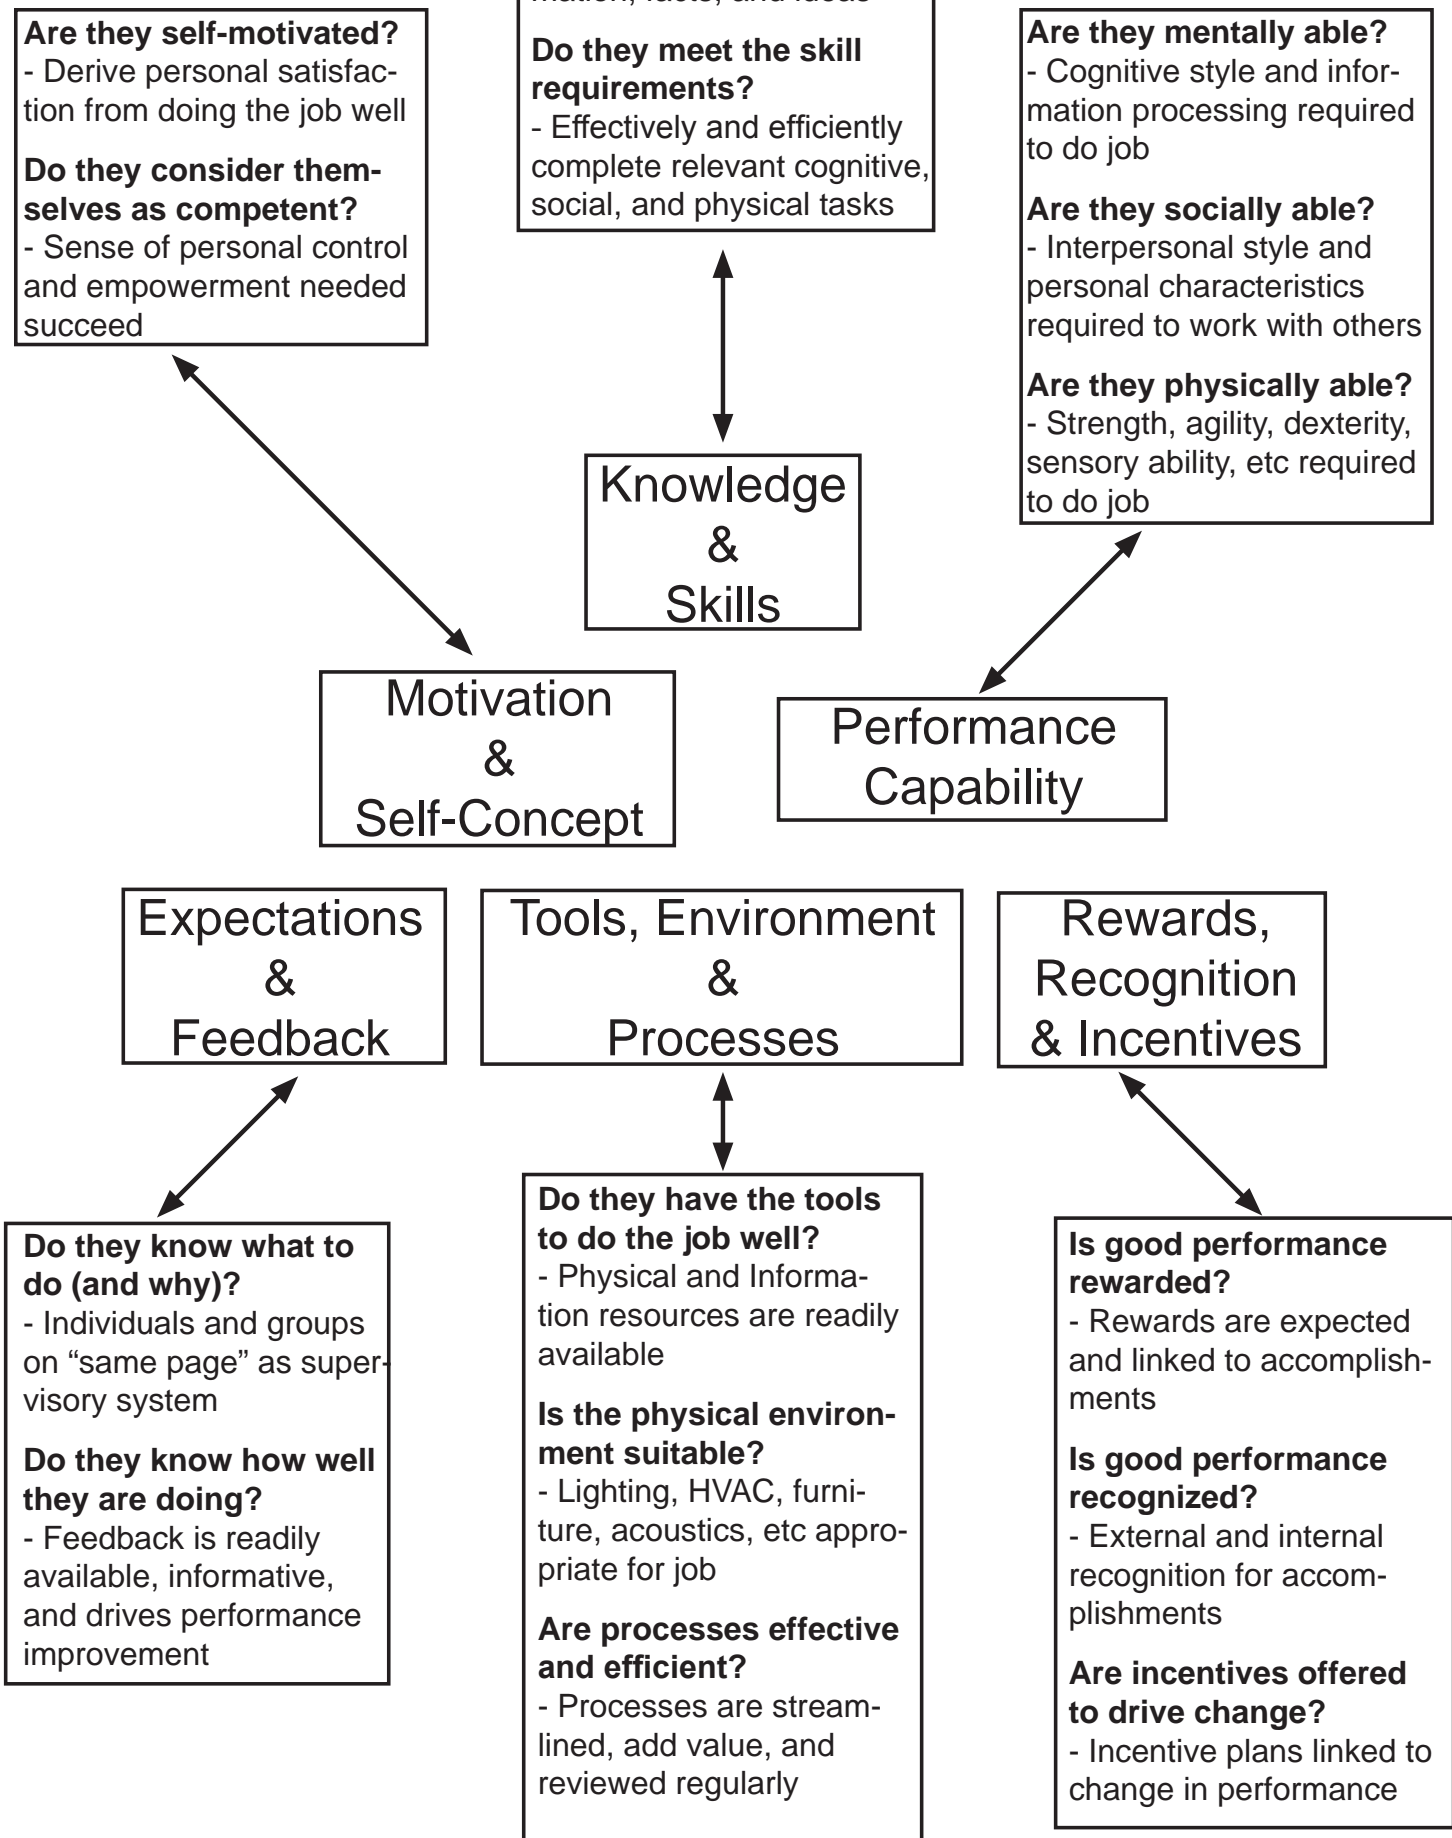 Are they self-motivated?
- Derive personal satisfac-
tion from doing the job well
Do they consider them-
selves as competent?
- Sense of personal control
and empowerment needed
succeed
mation, facts, and ideas
Do they meet the skill
requirements?
- Effectively and efficiently
complete relevant cognitive,
social, and physical tasks
Are they mentally able?
- Cognitive style and infor-
mation processing required
to do job
Are they socially able?
- Interpersonal style and
personal characteristics
required to work with others
Are they physically able?
- Strength, agility, dexterity,
sensory ability, etc required
to do job
Knowledge
&
Skills
Motivation
&
Self-Concept
Performance
Capability
Expectations
&
Feedback
Tools, Environment
&
Processes
Rewards,
Recognition
& Incentives
Do they know what to
do (and why)?
- Individuals and groups
on “same page” as super-
visory system
Do they know how well
they are doing?
- Feedback is readily
available, informative,
and drives performance
improvement
Do they have the tools
to do the job well?
- Physical and Informa-
tion resources are readily
available
Is the physical environ-
ment suitable?
- Lighting, HVAC, furni-
ture, acoustics, etc appro-
priate for job
Are processes effective
and efficient?
- Processes are stream-
lined, add value, and
reviewed regularly
Is good performance
rewarded?
- Rewards are expected
and linked to accomplish-
ments
Is good performance
recognized?
- External and internal
recognition for accom-
plishments
Are incentives offered
to drive change?
- Incentive plans linked to
change in performance